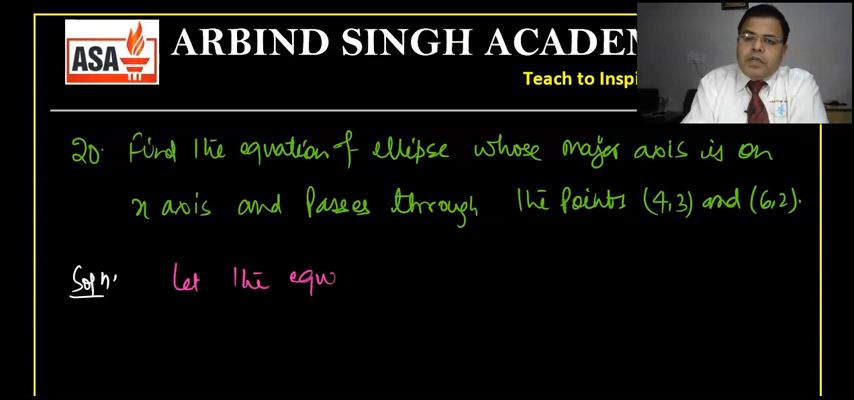 ASA
ARBIND SINGH ACADEM
Teach to Inspi
20. Find the equation of ellipse whose major axis is on
x axis and passes through the points (4,3) and (6,2).
Solⁿ. Let the equ